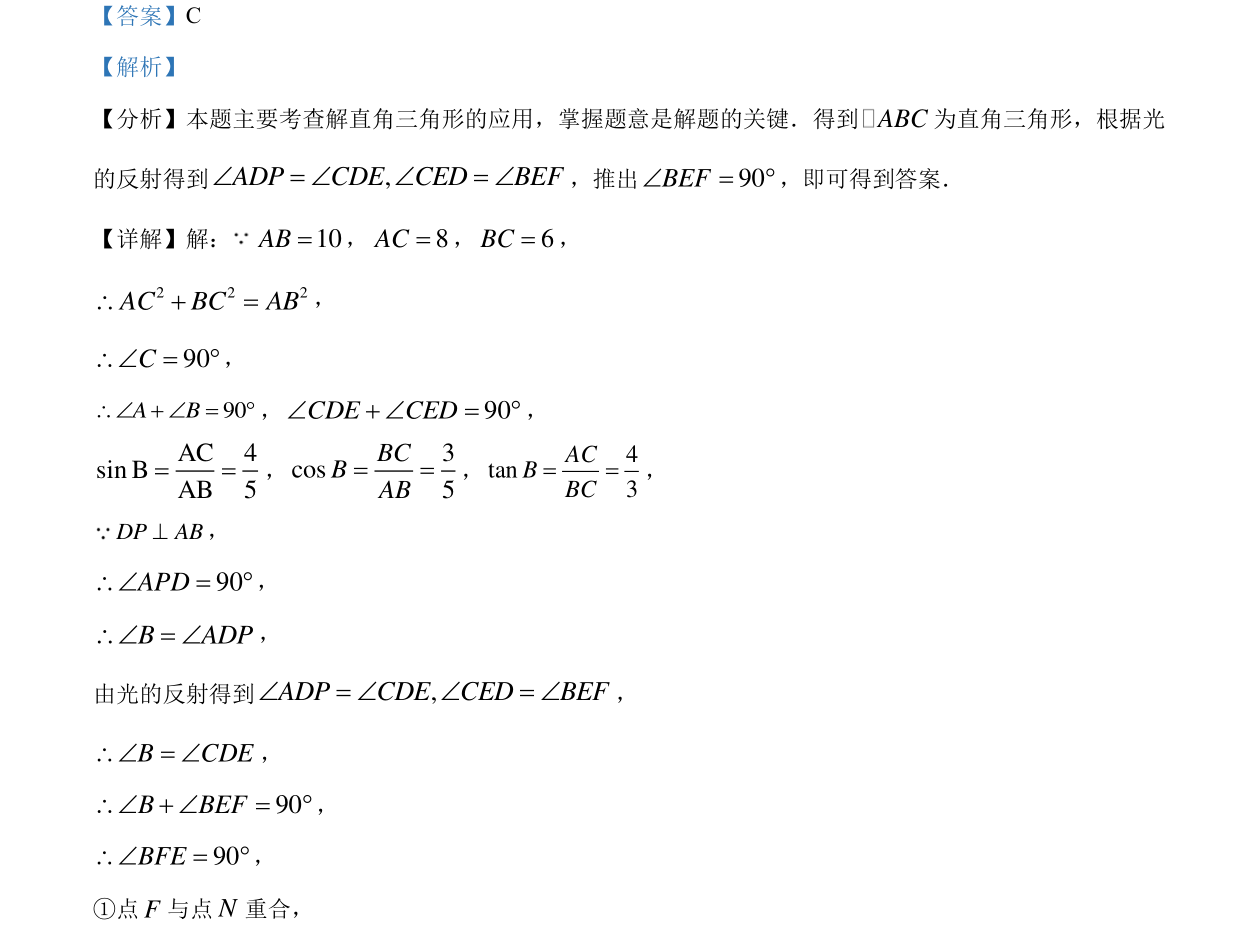 【答案】C
【解析】
【分析】本题主要考查解直角三角形的应用，掌握题意是解题的关键．得到□ABC 为直角三角形，根据光
的反射得到∠ADP = ∠CDE,∠CED = ∠BEF，推出∠BEF = 90°，即可得到答案．
【详解】解：∵ AB = 10， AC = 8， BC = 6，
∴ AC² + BC² = AB²，
∴∠C = 90°，
∴∠A + ∠B = 90°， ∠CDE + ∠CED = 90°，
sin B = AC/AB = 4/5， cos B = BC/AB = 3/5， tan B = AC/BC = 4/3，
∵ DP ⊥ AB，
∴∠APD = 90°，
∴∠B = ∠ADP，
由光的反射得到∠ADP = ∠CDE,∠CED = ∠BEF，
∴∠B = ∠CDE，
∴∠B + ∠BEF = 90°，
∴∠BFE = 90°，
①点 F 与点 N 重合，